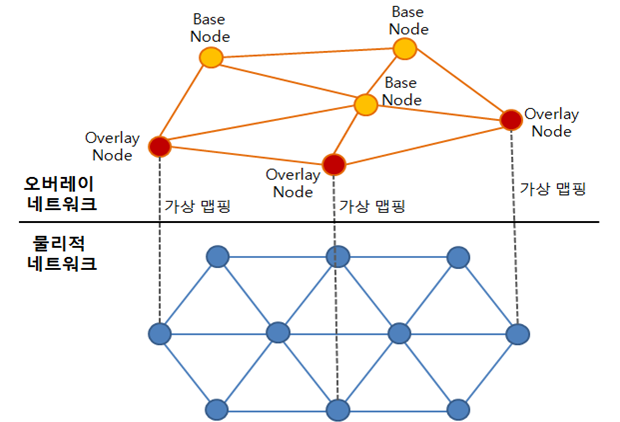 Base
Node
Base
Node
Base
Node
Overlay
Node
Overlay
Node
Overlay
Node
오버레이
네트워크
가상 맵핑
가상 맵핑
가상 맵핑
물리적
네트워크